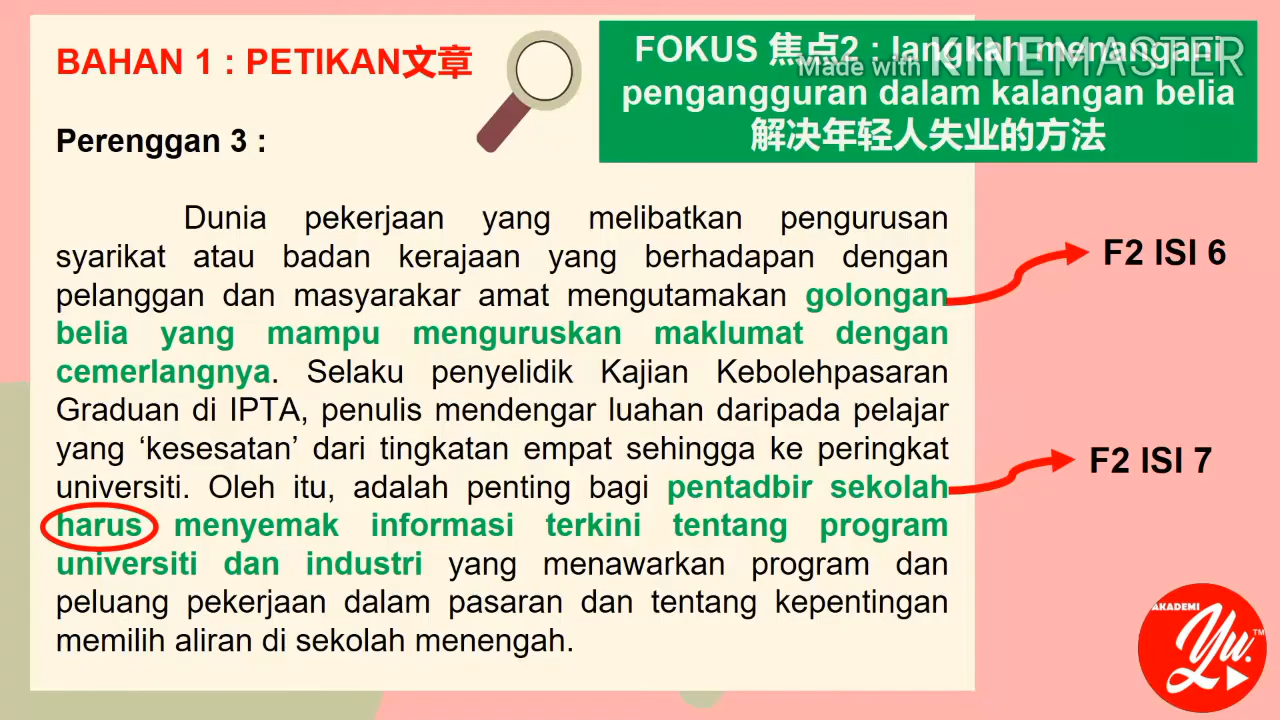 BAHAN 1 : PETIKAN文章
FOKUS 焦点2 : langkah menangani
Made with KINEMASTER
pengangguran dalam kalangan belia
解决年轻人失业的方法
Perenggan 3 :
Dunia pekerjaan yang melibatkan pengurusan
syarikat atau badan kerajaan yang berhadapan dengan
pelanggan dan masyarakar amat mengutamakan golongan
belia yang mampu menguruskan maklumat dengan
cemerlangnya. Selaku penyelidik Kajian Kebolehpasaran
Graduan di IPTA, penulis mendengar luahan daripada pelajar
yang ‘kesesatan’ dari tingkatan empat sehingga ke peringkat
universiti. Oleh itu, adalah penting bagi pentadbir sekolah
harus menyemak informasi terkini tentang program
universiti dan industri yang menawarkan program dan
peluang pekerjaan dalam pasaran dan tentang kepentingan
memilih aliran di sekolah menengah.
F2 ISI 6
F2 ISI 7
AKADEMI
Yu.
TM